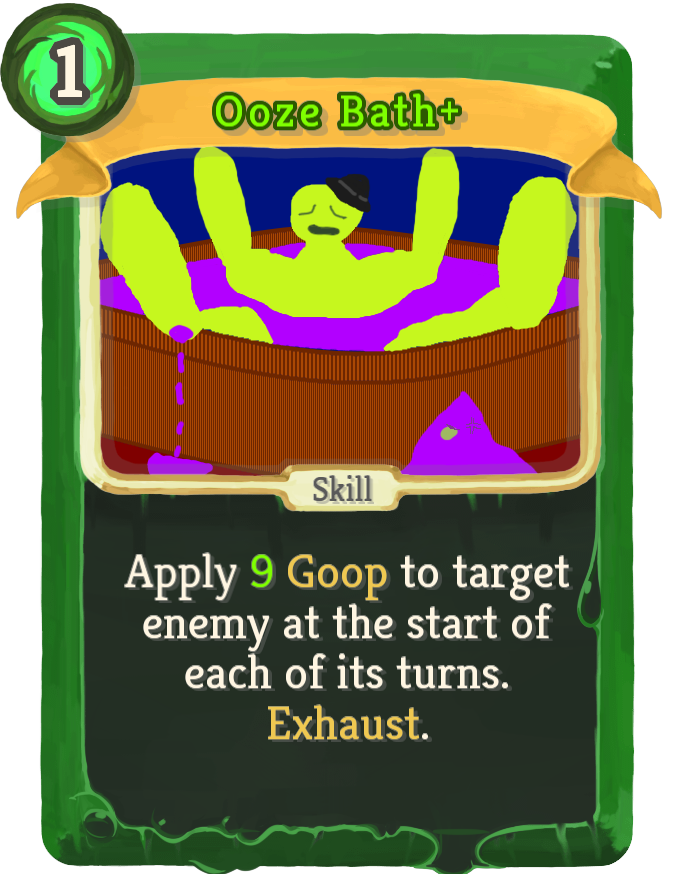 1
Ooze Bath+
Skill
Apply 9 Goop to target
enemy at the start of
each of its turns.
Exhaust.